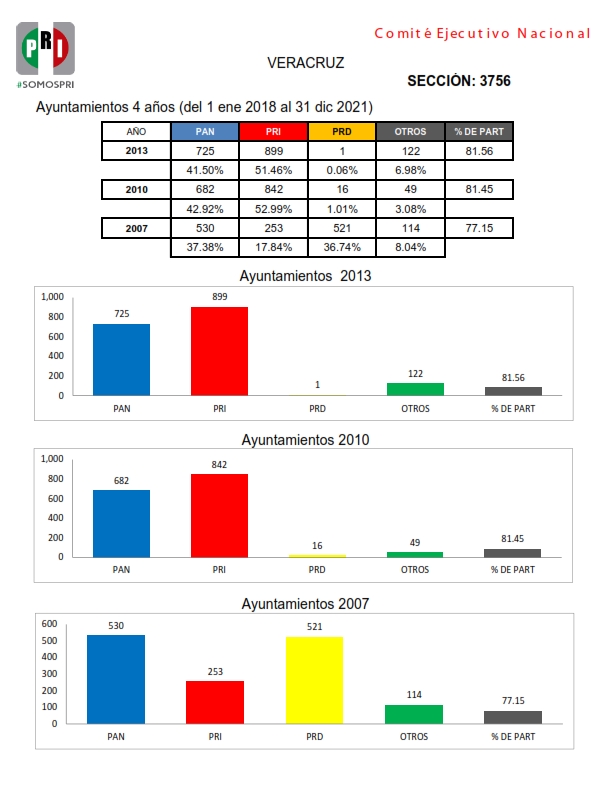 PRI
#SOMOSPRI
Comité Ejecutivo Nacional
VERACRUZ
SECCIÓN: 3756
Ayuntamientos 4 años (del 1 ene 2018 al 31 dic 2021)
AÑO PAN PRI PRD OTROS % DE PART
2013 725 899 1 122 81.56
41.50% 51.46% 0.06% 6.98%
2010 682 842 16 49 81.45
42.92% 52.99% 1.01% 3.08%
2007 530 253 521 114 77.15
37.38% 17.84% 36.74% 8.04%
Ayuntamientos 2013
1,000
800
600
400
200
0
725 899 1 122 81.56
PAN PRI PRD OTROS % DE PART
Ayuntamientos 2010
1,000
800
600
400
200
0
682 842 16 49 81.45
PAN PRI PRD OTROS % DE PART
Ayuntamientos 2007
600
500
400
300
200
100
0
530 253 521 114 77.15
PAN PRI PRD OTROS % DE PART